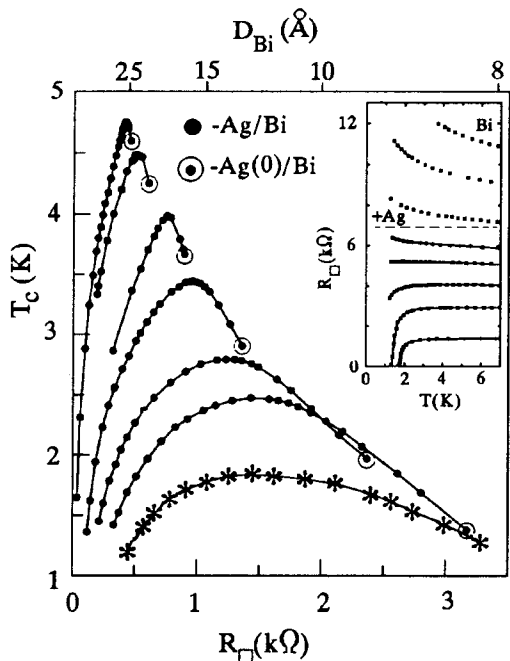 D_Bi (Å)
25 15 13 10 8
5
4
3
2
1
T_c (K)
-Ag/Bi
-Ag(0)/Bi
12
6
0
R_□ (kΩ)
Bi
+Ag
0 2 4 6
T(K)
0 1 2 3
R_□(kΩ)